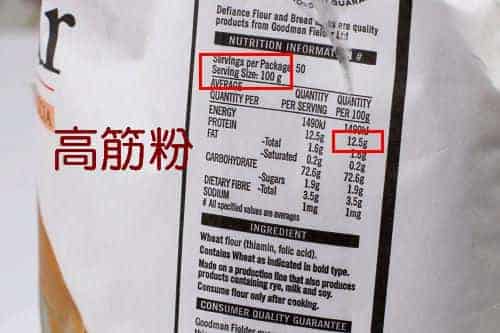 Defiance Flour and Bread are quality
products from Goodman Fielder Ltd
NUTRITION INFORMATION #
Servings per Package 50
Serving Size: 100 g
AVERAGE
QUANTITY PER QUANTITY PER SERVING QUANTITY PER 100g
ENERGY 1490kJ 1490kJ
PROTEIN 12.5g 12.5g
FAT -Total 1.6g 1.6g
-Saturated 0.2g 0.2g
CARBOHYDRATE 72.6g 72.6g
-Sugars 1.9g 1.9g
DIETARY FIBRE -Total 3.5g 3.5g
SODIUM 1mg 1mg
# All specified values are averages
INGREDIENT
Wheat flour (thiamin, folic acid).
Contains Wheat as indicated in bold type.
Made on a production line that also produces
products containing rye, milk and soy.
Consume flour only after cooking.
CONSUMER QUALITY GUARANTEE
Goodman Fielder
r
高筋粉